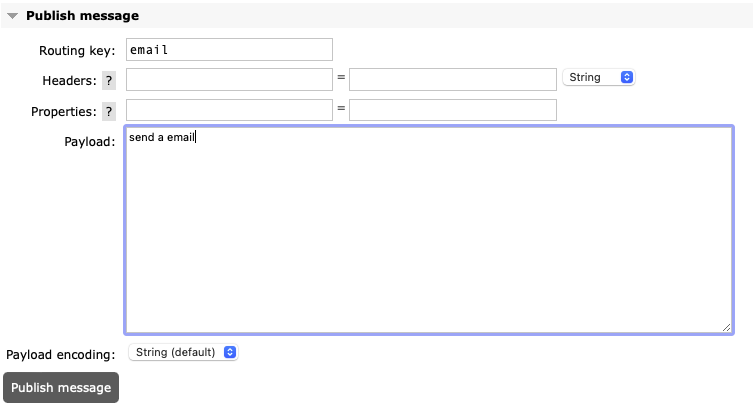 Publish message
Routing key: email
Headers: ? = String
Properties: ? =
Payload: send a email
Payload encoding: String (default)
Publish message